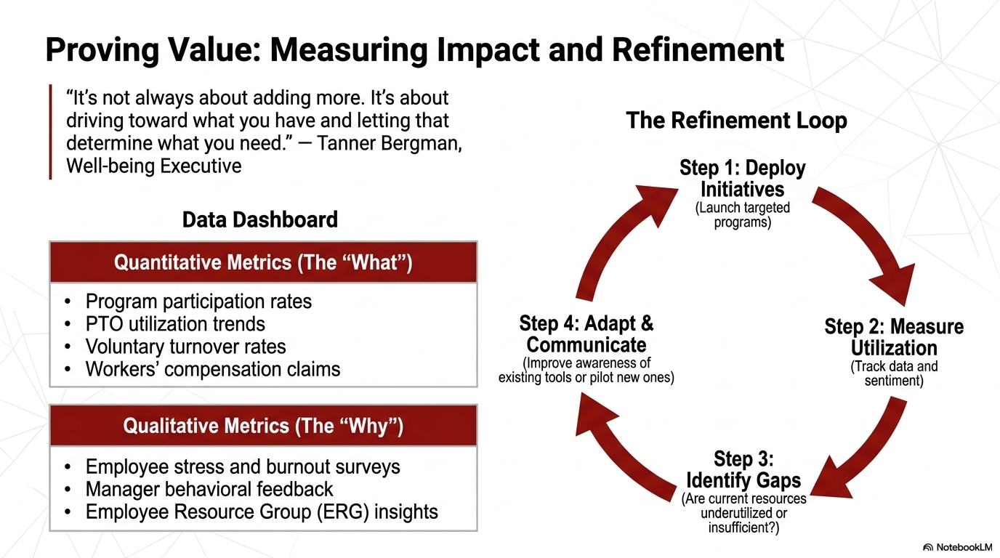 Proving Value: Measuring Impact and Refinement
“It’s not always about adding more. It’s about
driving toward what you have and letting that
determine what you need.” — Tanner Bergman,
Well-being Executive
Data Dashboard
Quantitative Metrics (The “What”)
• Program participation rates
• PTO utilization trends
• Voluntary turnover rates
• Workers’ compensation claims
Qualitative Metrics (The “Why”)
• Employee stress and burnout surveys
• Manager behavioral feedback
• Employee Resource Group (ERG) insights
The Refinement Loop
Step 1: Deploy
Initiatives
(Launch targeted
programs)
Step 2: Measure
Utilization
(Track data and
sentiment)
Step 3:
Identify Gaps
(Are current resources
underutilized or
insufficient?)
Step 4: Adapt &
Communicate
(Improve awareness of
existing tools or pilot new ones)
NotebookLM